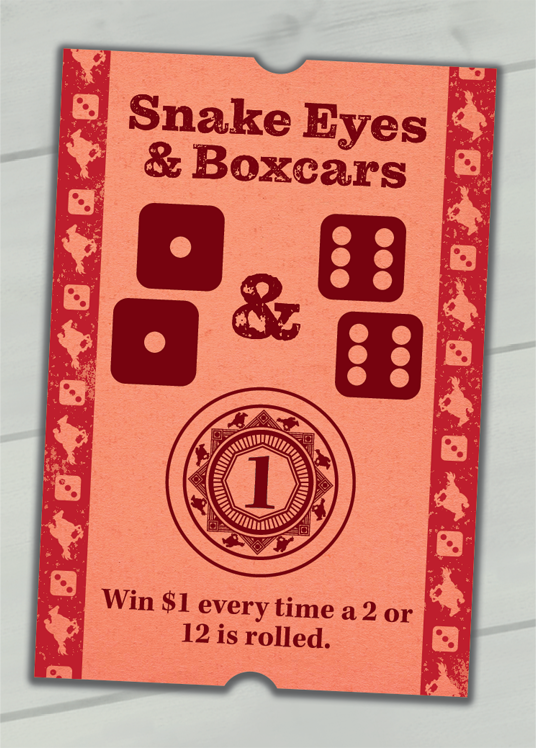 Snake Eyes
& Boxcars
&
1
Win $1 every time a 2 or
12 is rolled.